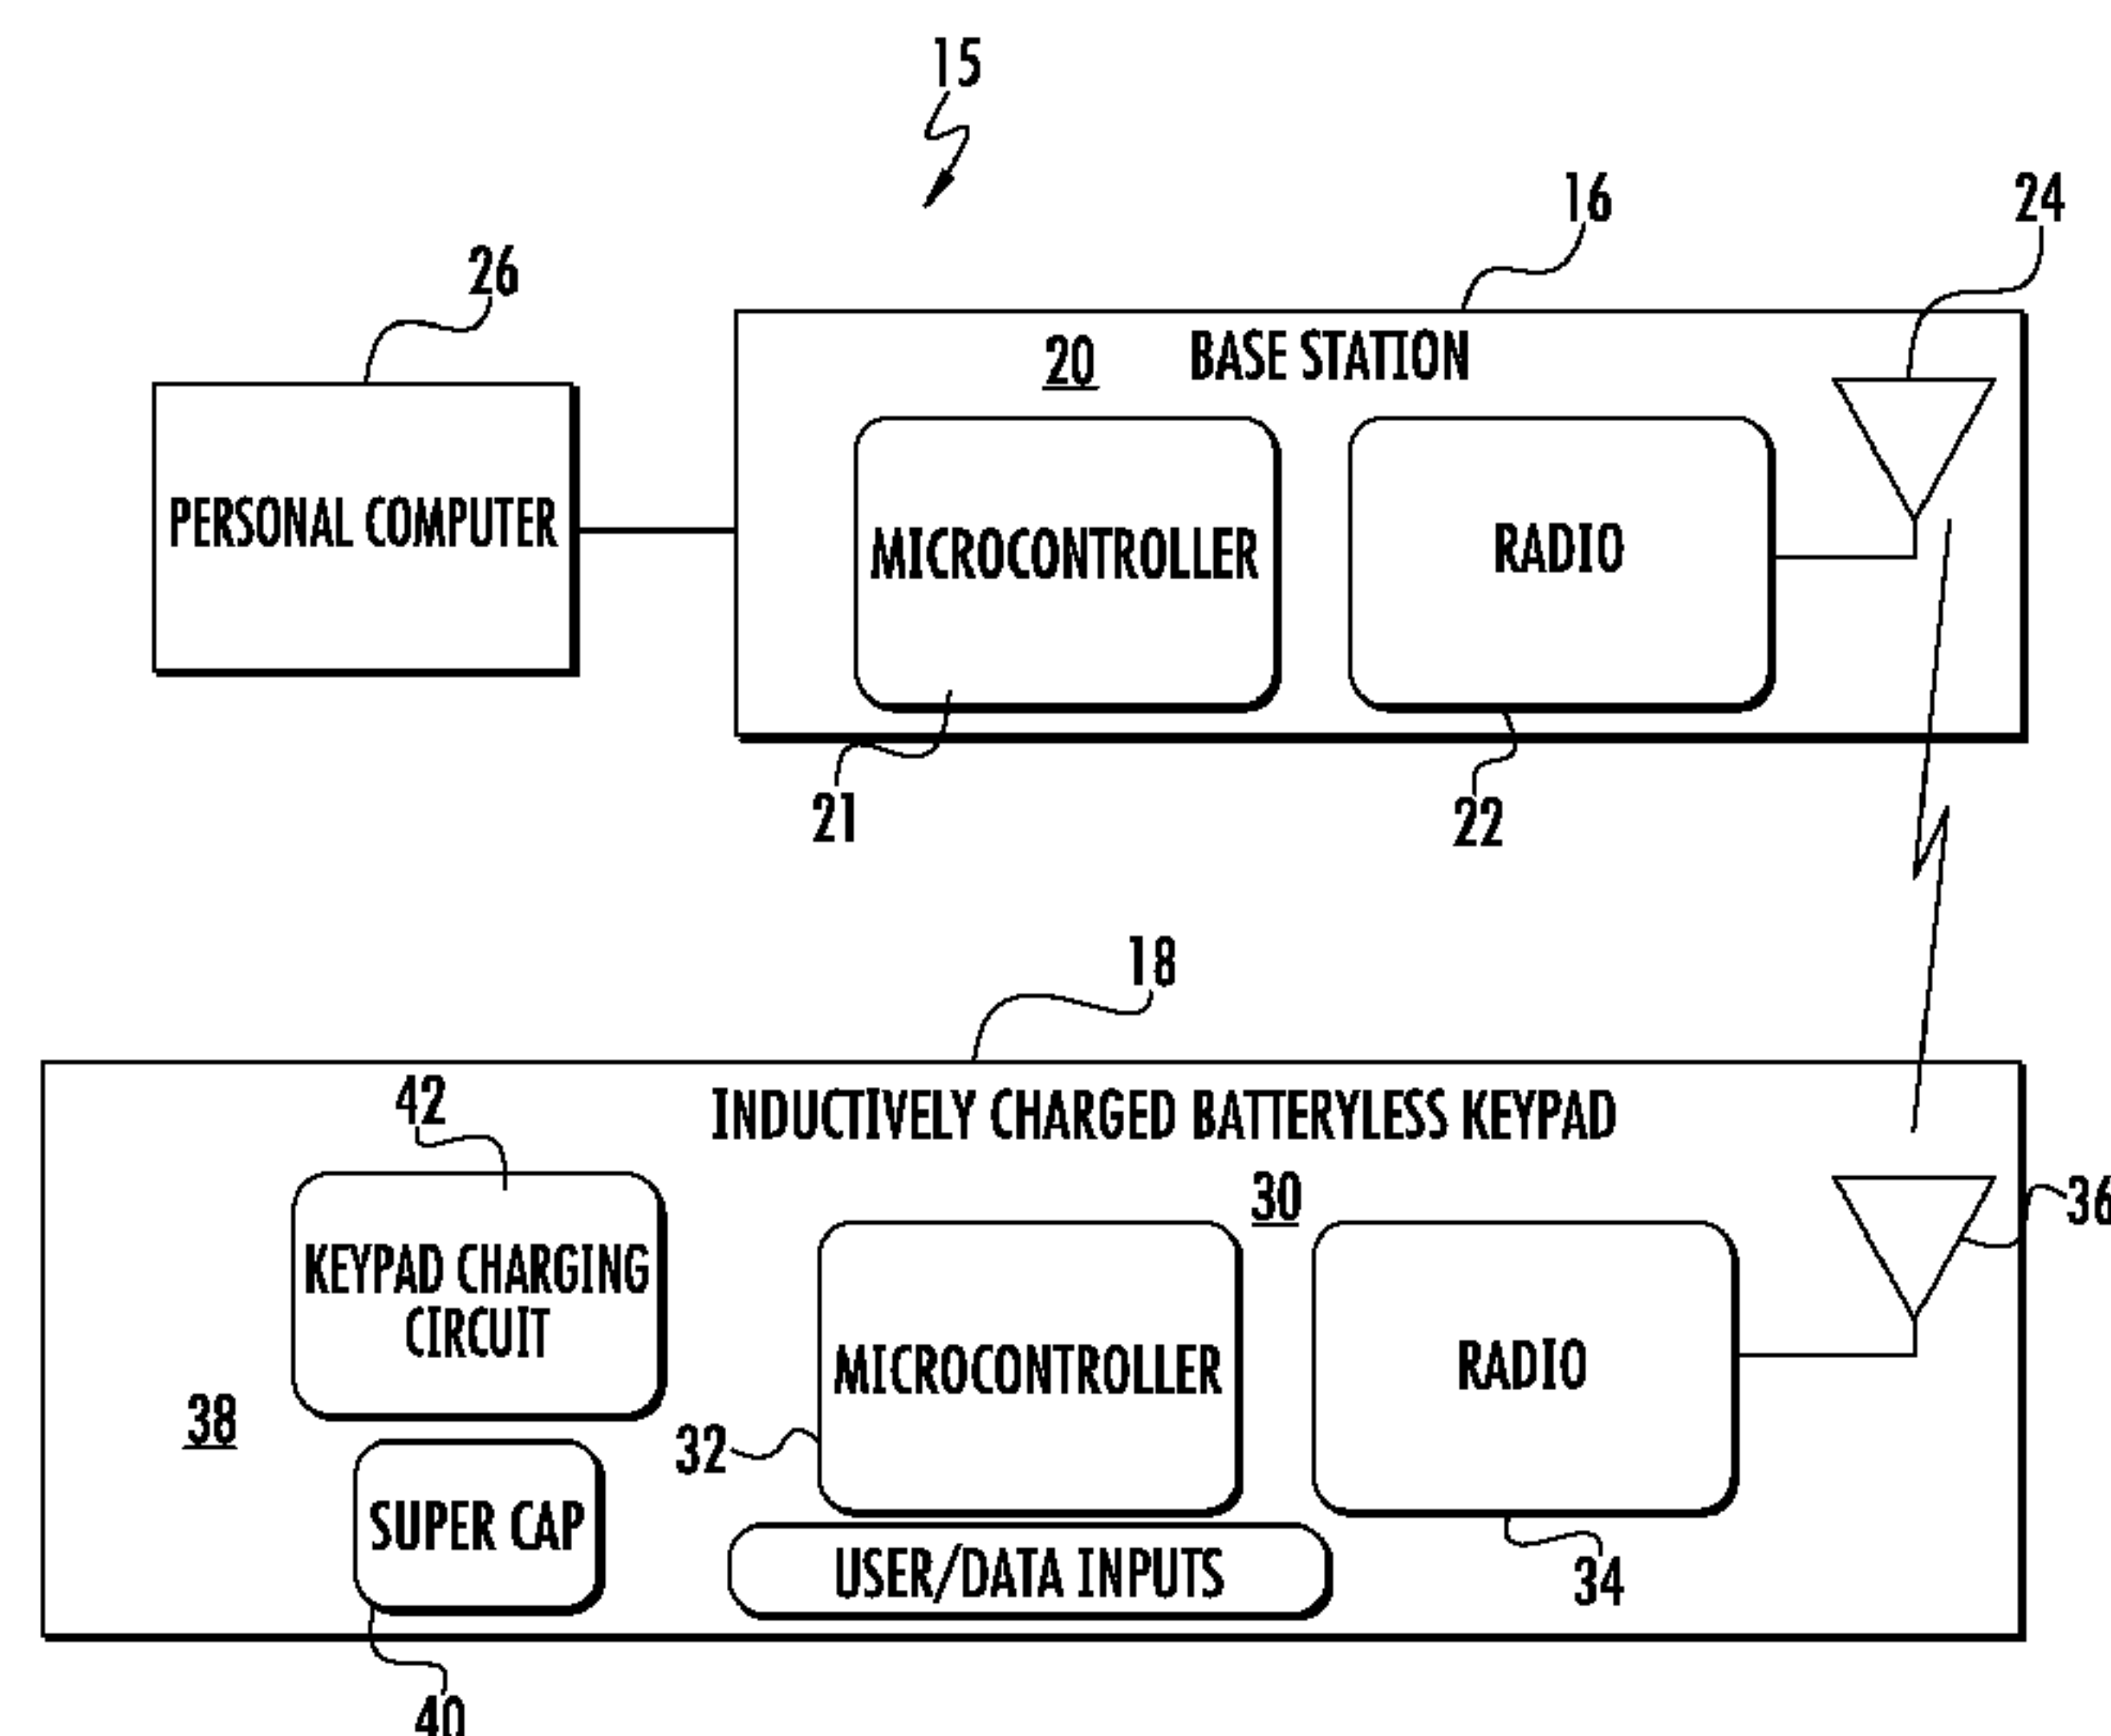 15
16
24
26
20
BASE STATION
PERSONAL COMPUTER
MICROCONTROLLER
RADIO
21
22
18
42
INDUCTIVELY CHARGED BATTERYLESS KEYPAD
30
36
KEYPAD CHARGING
CIRCUIT
MICROCONTROLLER
RADIO
38
32
SUPER CAP
USER/DATA INPUTS
34
40